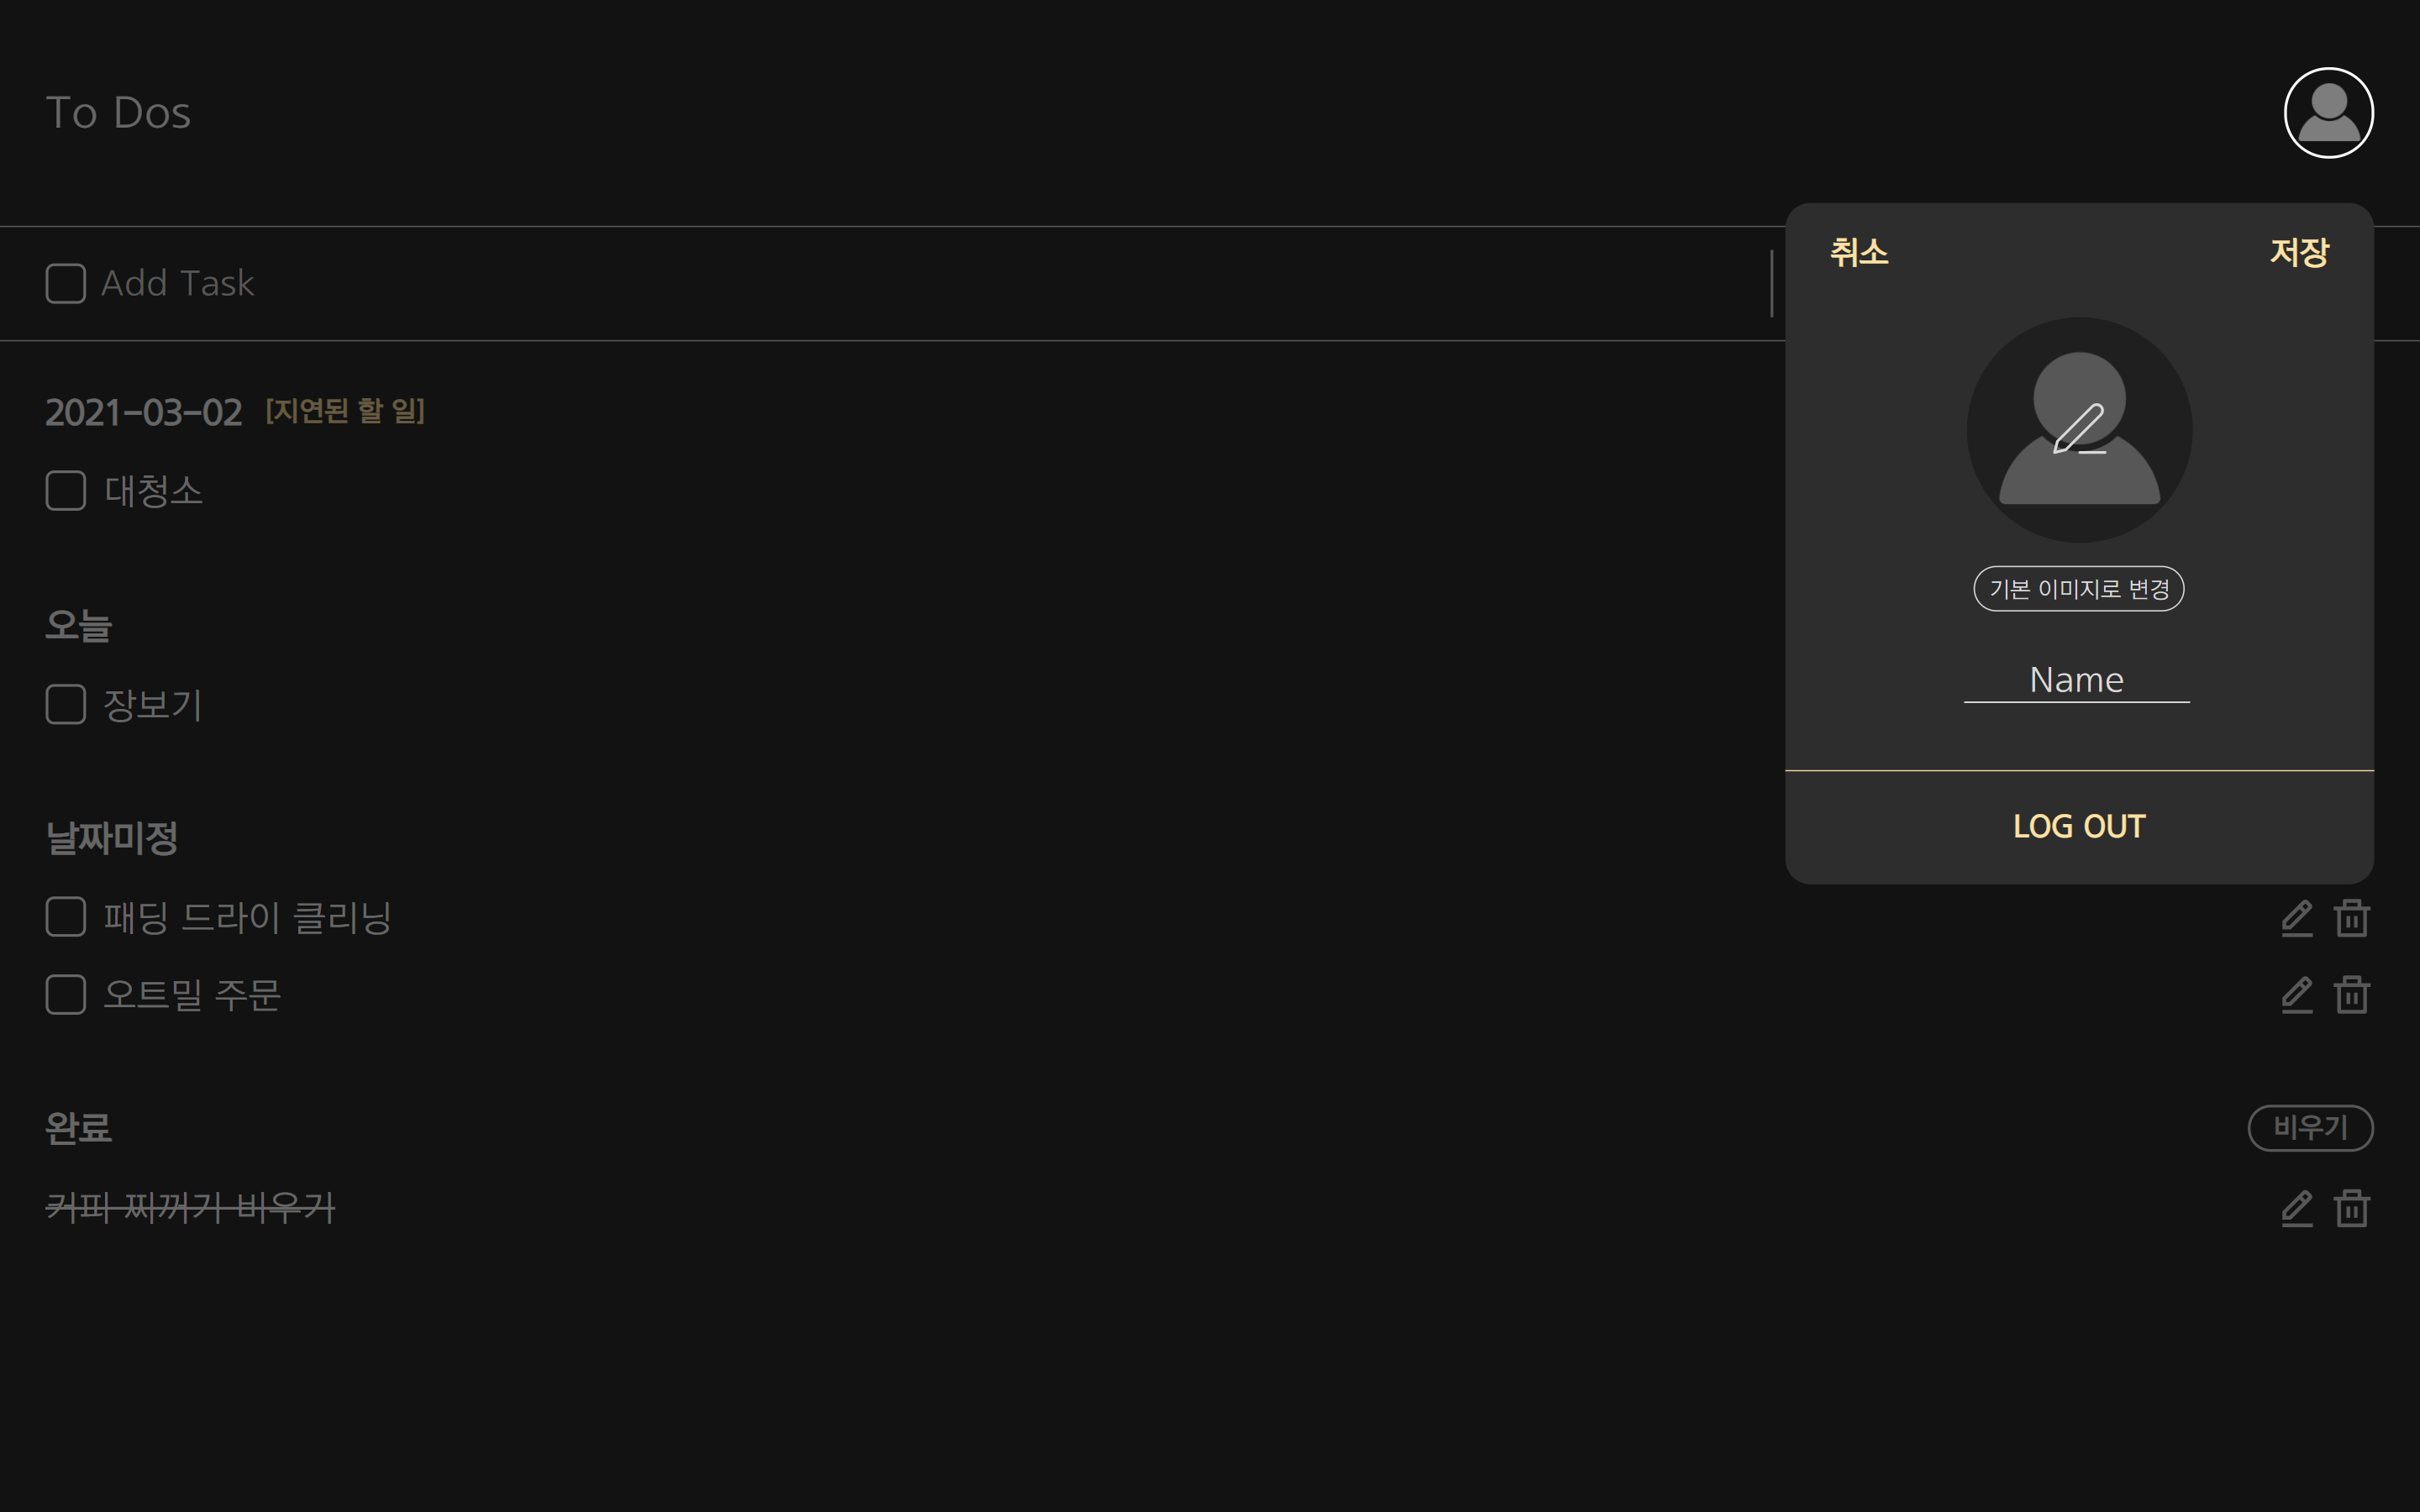 To Dos
Add Task
취소
저장
2021-03-02 [지연된 할 일]
대청소
기본 이미지로 변경
오늘
Name
장보기
LOG OUT
날짜미정
패딩 드라이 클리닝
오트밀 주문
완료
비우기
커피 찌꺼기 비우기